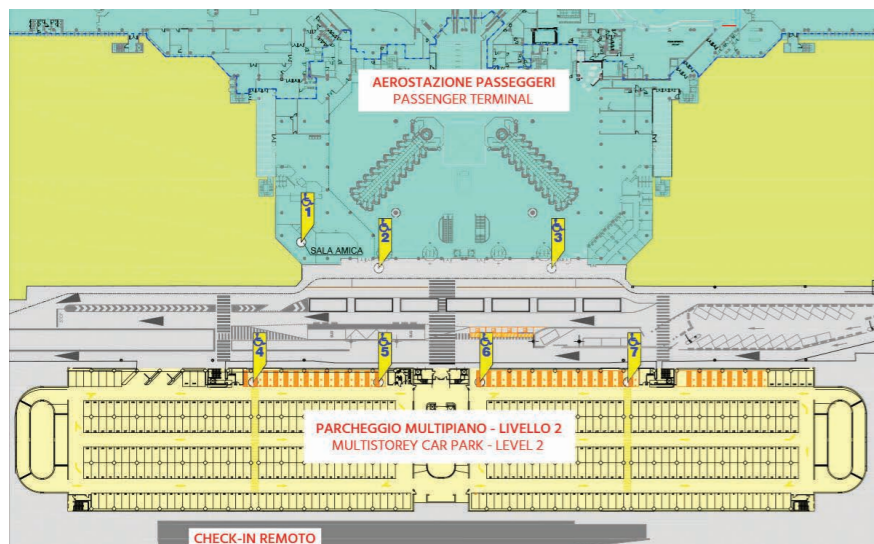 AEROSTAZIONE PASSEGGERI
PASSENGER TERMINAL
1
2
3
SALA AMICA
4
5
6
7
PARCHEGGIO MULTIPIANO - LIVELLO 2
MULTISTOREY CAR PARK - LEVEL 2
CHECK-IN REMOTO